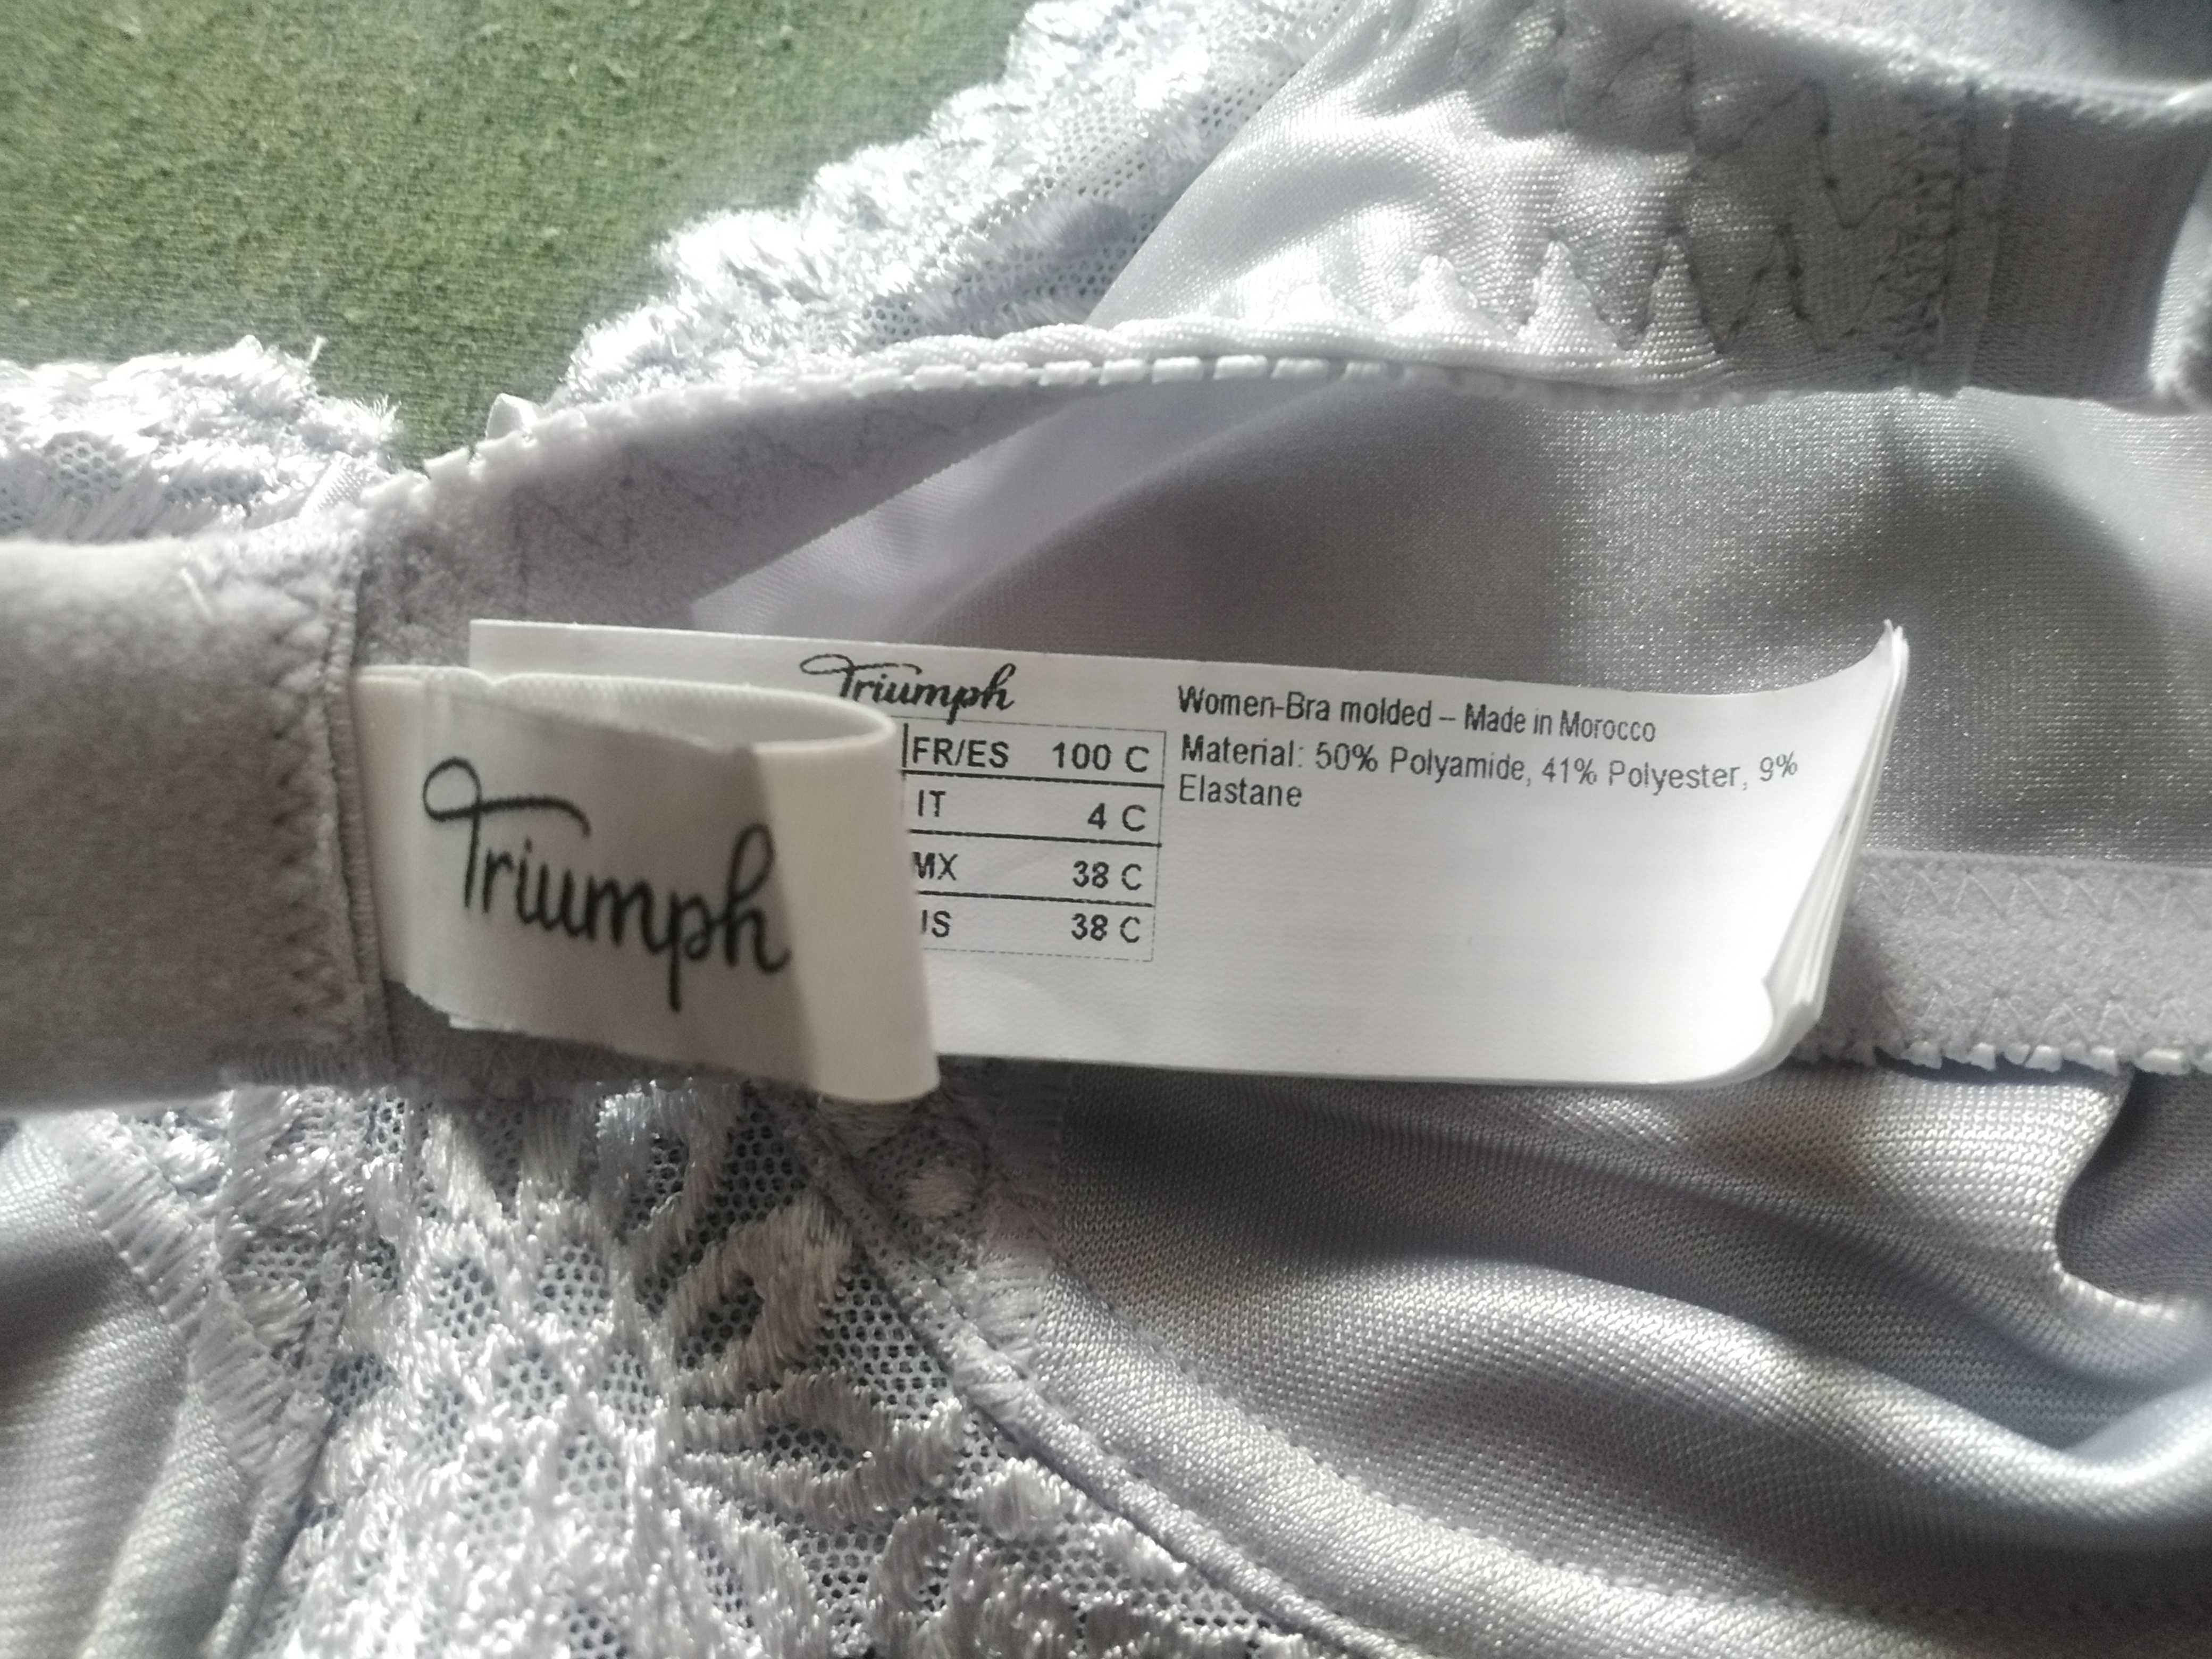 Triumph
Triumph
FR/ES 100 C
IT 4 C
MX 38 C
38 C
Women-Bra molded – Made in Morocco
Material: 50% Polyamide, 41% Polyester, 9%
Elastane